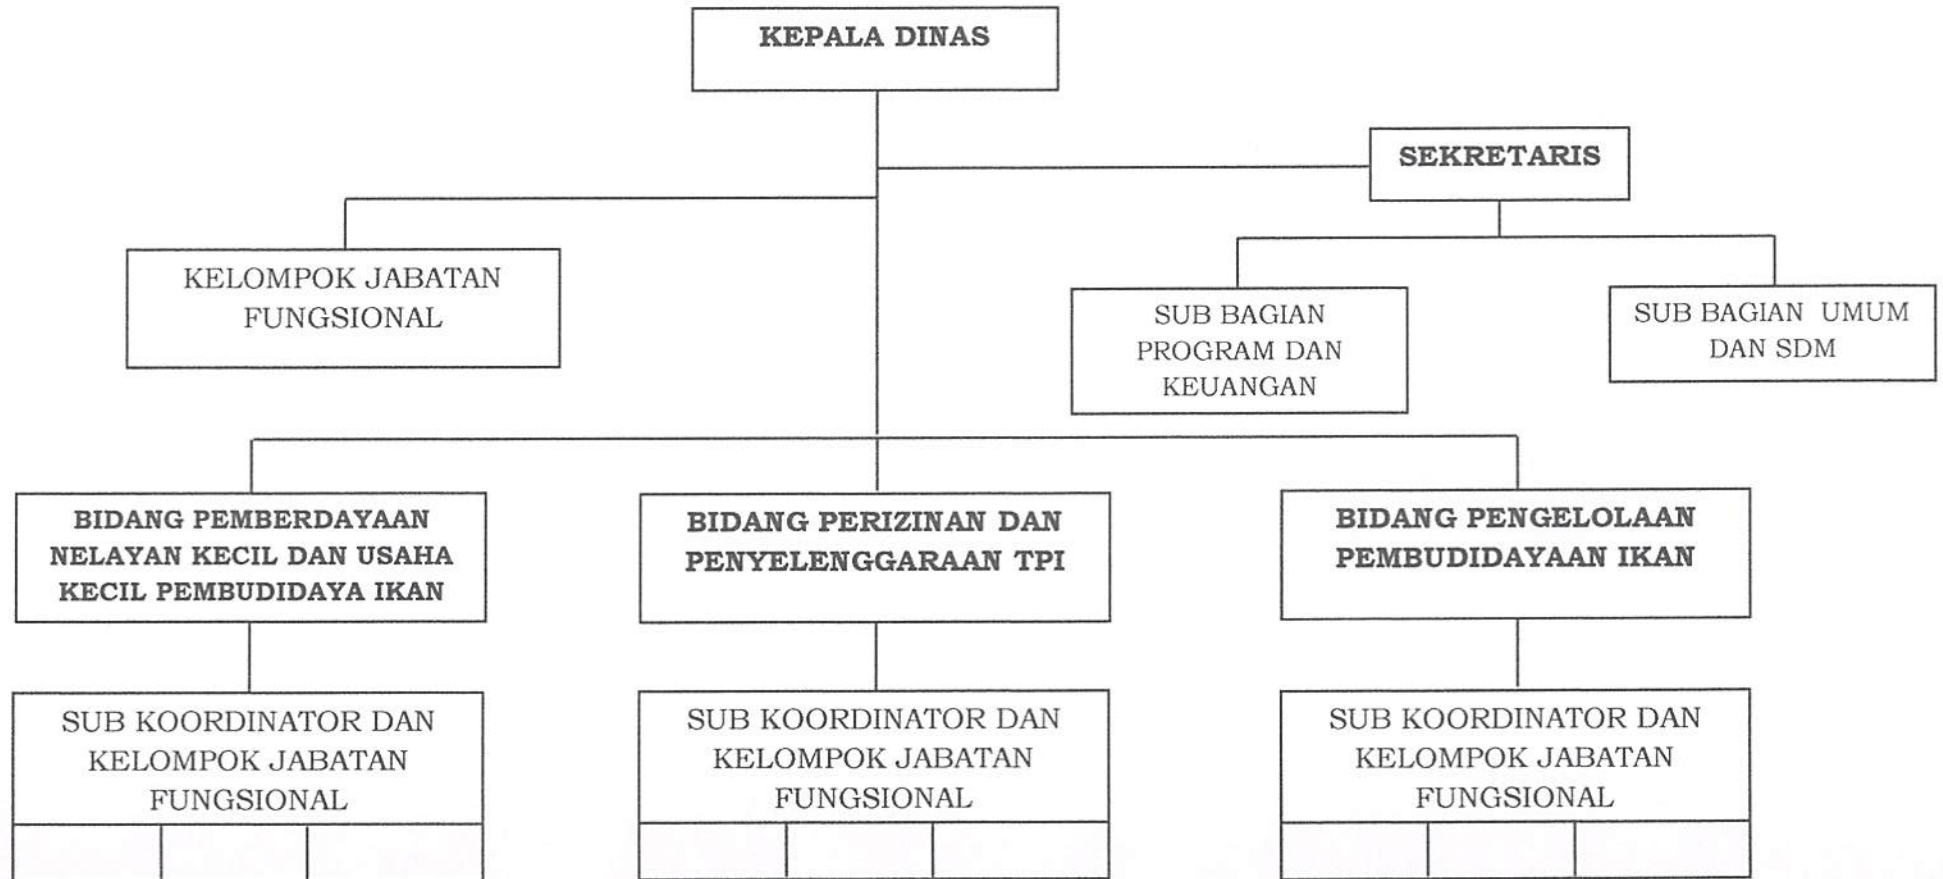 KEPALA DINAS
SEKRETARIS
KELOMPOK JABATAN
FUNGSIONAL
SUB BAGIAN
PROGRAM DAN
KEUANGAN
SUB BAGIAN UMUM
DAN SDM
BIDANG PEMBERDAYAAN
NELAYAN KECIL DAN USAHA
KECIL PEMBUDIDAYA IKAN
BIDANG PERIZINAN DAN
PENYELENGGARAAN TPI
BIDANG PENGELOLAAN
PEMBUDIDAYAAN IKAN
SUB KOORDINATOR DAN
KELOMPOK JABATAN
FUNGSIONAL
SUB KOORDINATOR DAN
KELOMPOK JABATAN
FUNGSIONAL
SUB KOORDINATOR DAN
KELOMPOK JABATAN
FUNGSIONAL